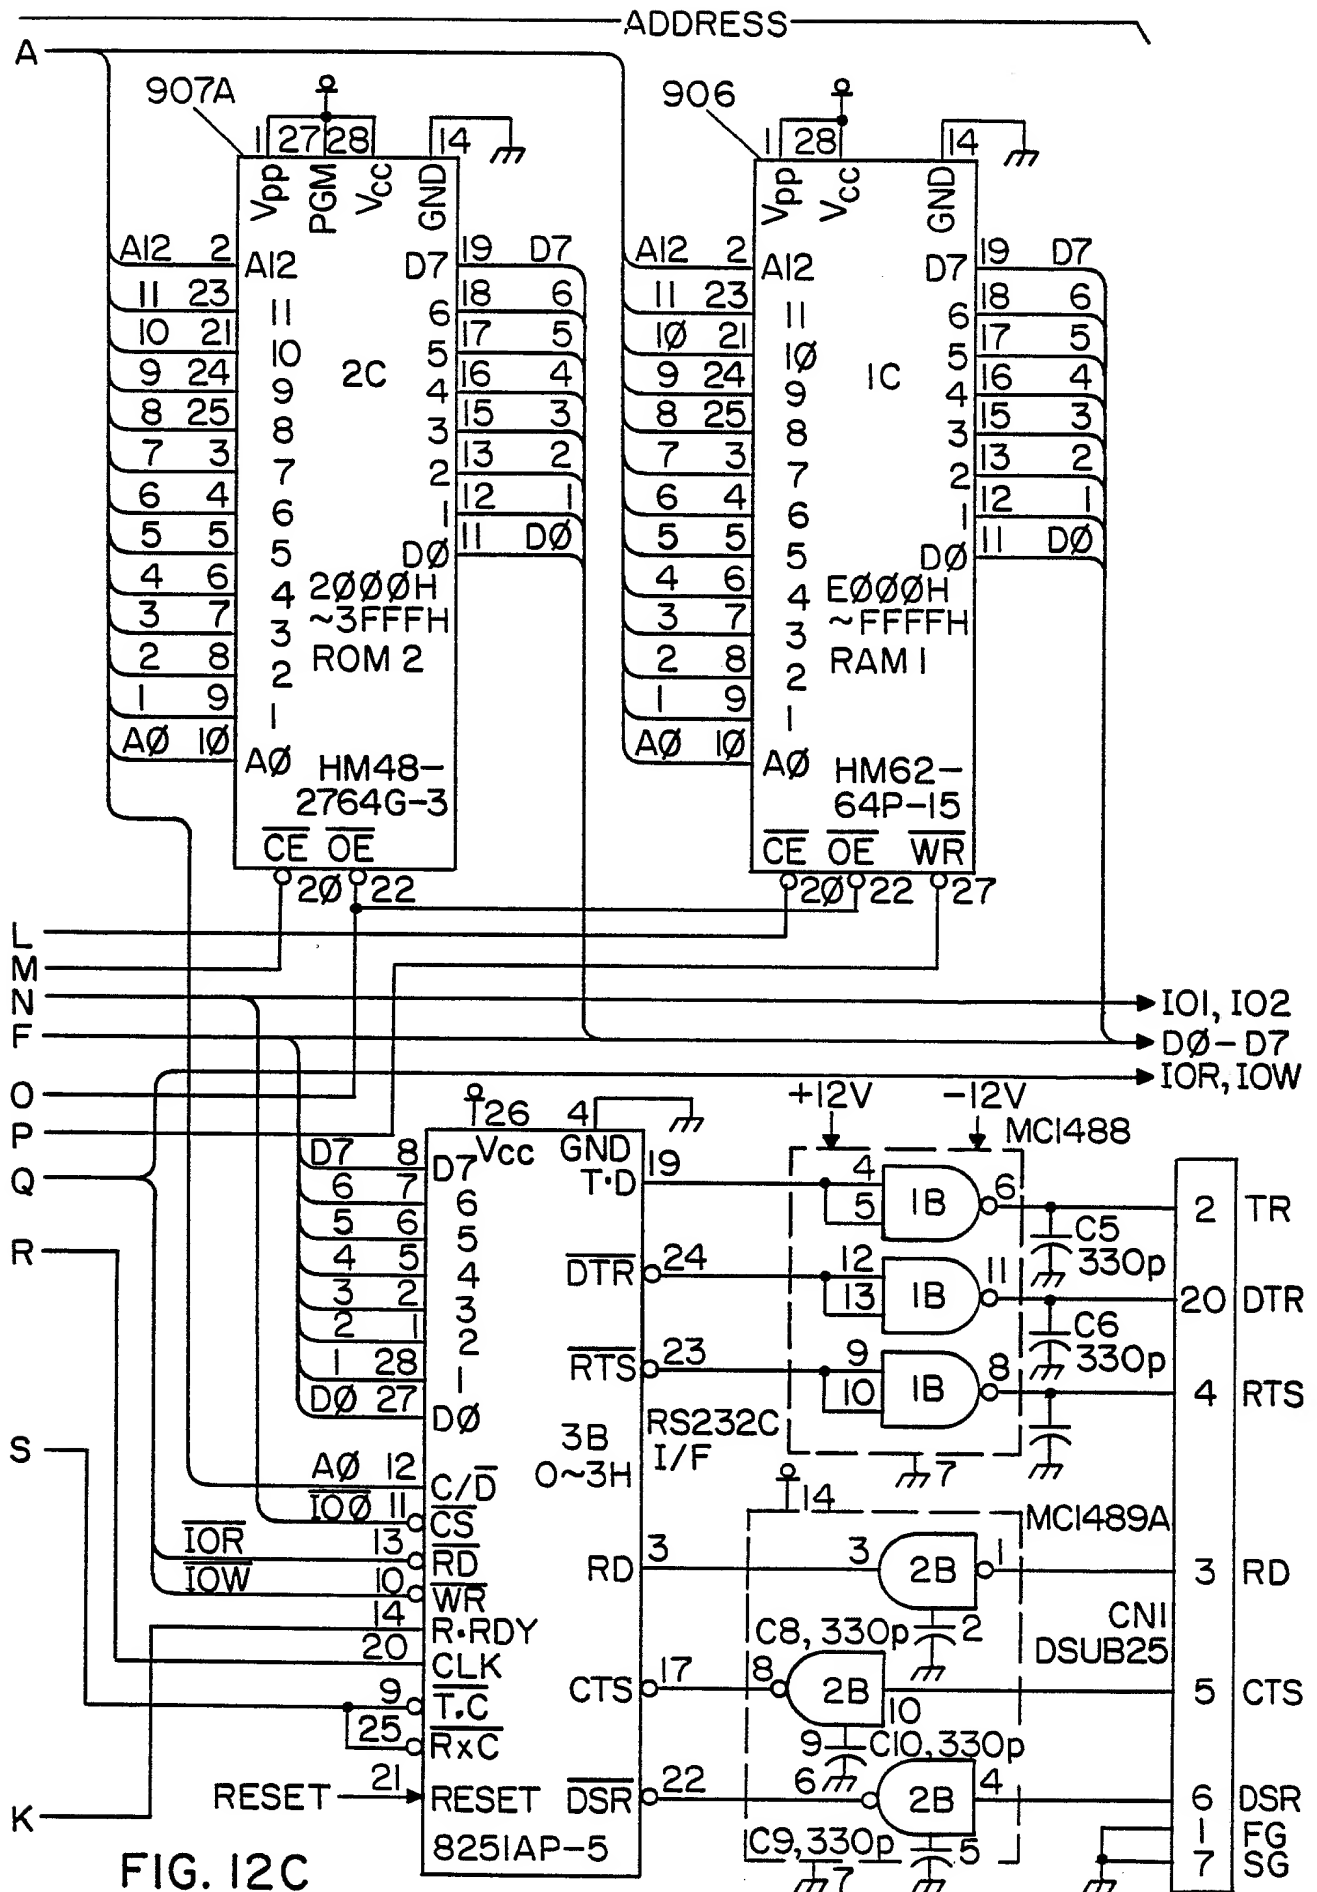 ADDRESS
A
907A
906
1 27 28 14
1 28 14
Vpp PGM Vcc GND
Vpp Vcc GND
A12 2 A12 D7 19 D7
11 23 11 6 18 6
10 21 10 5 17 5
9 24 9 4 16 4
8 25 8 3 15 3
7 3 7 2 13 2
6 4 6 1 12 1
5 5 5 DØ 11 DØ
4 6 4
3 7 3
2 8 2
1 9 1
AØ 1Ø AØ
2C
2ØØØH
~3FFFH
ROM 2
HM48-
2764G-3
CE OE
2Ø 22
A12 2 A12 D7 19 D7
11 23 11 6 18 6
1Ø 21 1Ø 5 17 5
9 24 9 4 16 4
8 25 8 3 15 3
7 3 7 2 13 2
6 4 6 1 12 1
5 5 5 DØ 11 DØ
4 6 4
3 7 3
2 8 2
1 9 1
AØ 1Ø AØ
1C
EØØØH
~FFFFH
RAM 1
HM62-
64P-15
CE OE WR
2Ø 22 27
L
M
N
F
O
P
Q
R
S
K
IO1, IO2
DØ-D7
IOR, IOW
26 4
Vcc GND
D7 8 D7
6 7 6
5 6 5
4 5 4
3 2 3
2 1 2
1 28 1
DØ 27 DØ
AØ 12 C/D
IOØ 11 CS
IOR 13 RD
IOW 10 WR
14 R·RDY
20 CLK
9 T.C
25 RxC
RESET 21 RESET
8251AP-5
3B
0~3H
RS232C
I/F
T·D 19
DTR 24
RTS 23
RD 3
CTS 17
DSR 22
+12V -12V
MC1488
4 5 1B 6
12 13 1B 11
9 10 1B 8
7
C5
330p
C6
330p
14
MC1489A
3 2B 1
2
C8, 330p
8 2B 10
9
C10, 330p
6 2B 4
5
C9, 330p
7
2 TR
20 DTR
4 RTS
3 RD
CN1
DSUB25
5 CTS
6 DSR
1 FG
7 SG
FIG. 12C